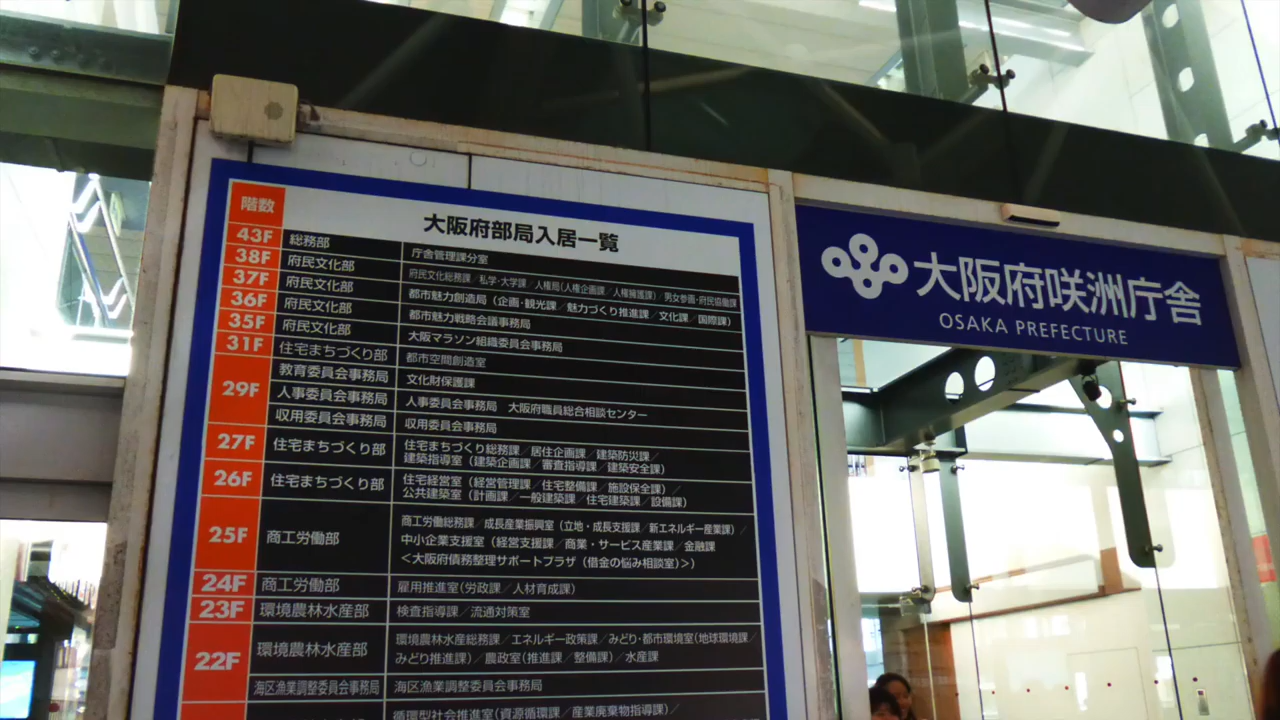 大阪府部局入居一覧
階数
43F 総務部 庁舎管理課分室
38F 府民文化部 府民文化総務課／私学・大学課／人権局(人権企画課／人権擁護課)／男女参画・府民協働課
37F 府民文化部 都市魅力創造局(企画・観光課／魅力づくり推進課／文化課／国際課)
36F 府民文化部 都市魅力戦略会議事務局
35F 府民文化部 大阪マラソン組織委員会事務局
31F 住宅まちづくり部 都市空間創造室
29F 教育委員会事務局 文化財保護課
人事委員会事務局 人事委員会事務局 大阪府職員総合相談センター
収用委員会事務局 収用委員会事務局
27F 住宅まちづくり部 住宅まちづくり総務課／居住企画課／建築防災課／
建築指導室(建築企画課／審査指導課／建築安全課)
26F 住宅まちづくり部 住宅経営室(経営管理課／住宅整備課／施設保全課)／
公共建築室(計画課／一般建築課／住宅建築課／設備課)
25F 商工労働部 商工労働総務課／成長産業振興室(立地・成長支援課／新エネルギー産業課)／
中小企業支援室(経営支援課／商業・サービス産業課／金融課
＜大阪府債務整理サポートプラザ(借金の悩み相談室)＞)
24F 商工労働部 雇用推進室(労政課／人材育成課)
23F 環境農林水産部 検査指導課／流通対策室
22F 環境農林水産部 環境農林水産総務課／エネルギー政策課／みどり・都市環境室(地球環境課／
みどり推進課)／農政室(推進課／整備課)／水産課
海区漁業調整委員会事務局 海区漁業調整委員会事務局
循環型社会推進室(資源循環課／産業廃棄物指導課)／
大阪府咲洲庁舎
OSAKA PREFECTURE